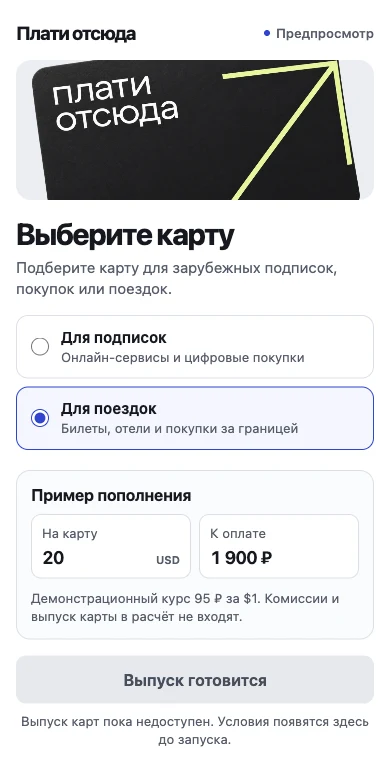 Плати отсюда
Предпросмотр
плати
отсюда
Выберите карту
Подберите карту для зарубежных подписок,
покупок или поездок.
Для подписок
Онлайн-сервисы и цифровые покупки
Для поездок
Билеты, отели и покупки за границей
Пример пополнения
На карту
20 USD
К оплате
1 900 ₽
Демонстрационный курс 95 ₽ за $1. Комиссии и
выпуск карты в расчёт не входят.
Выпуск готовится
Выпуск карт пока недоступен. Условия появятся здесь
до запуска.